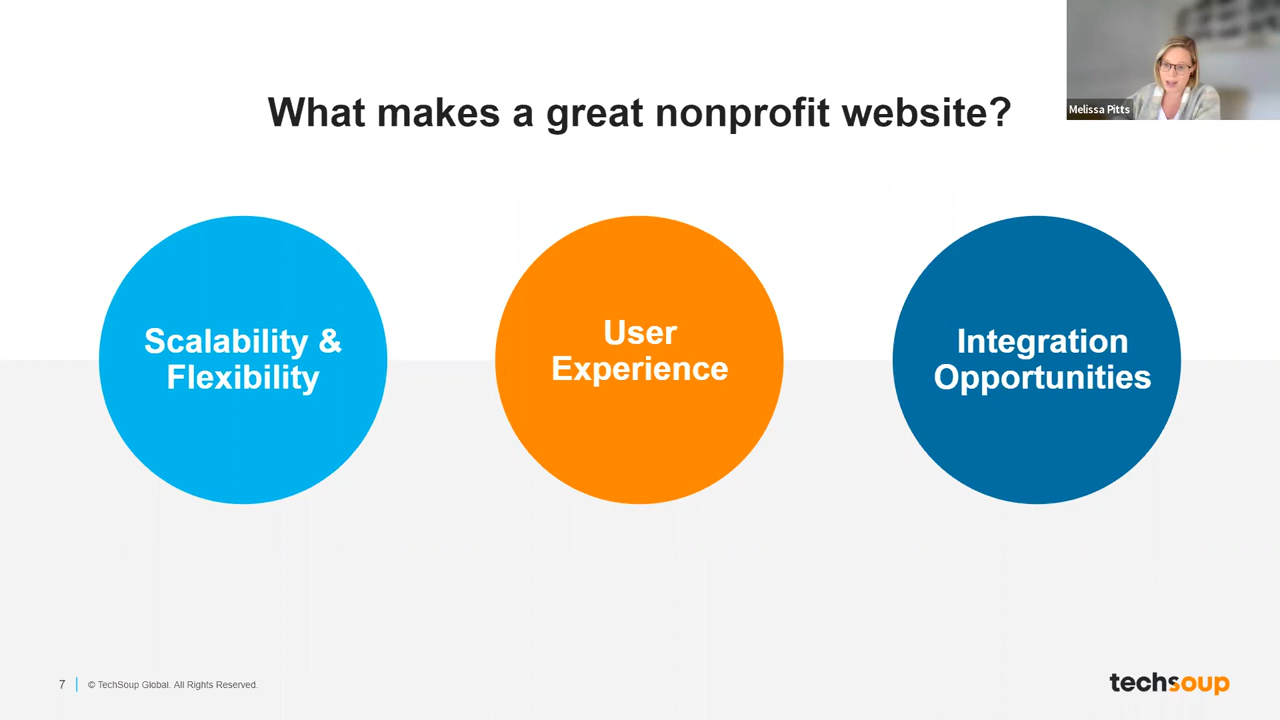 What makes a great nonprofit website?
Melissa Pitts
Scalability &
Flexibility
User
Experience
Integration
Opportunities
7
© TechSoup Global. All Rights Reserved.
techsoup